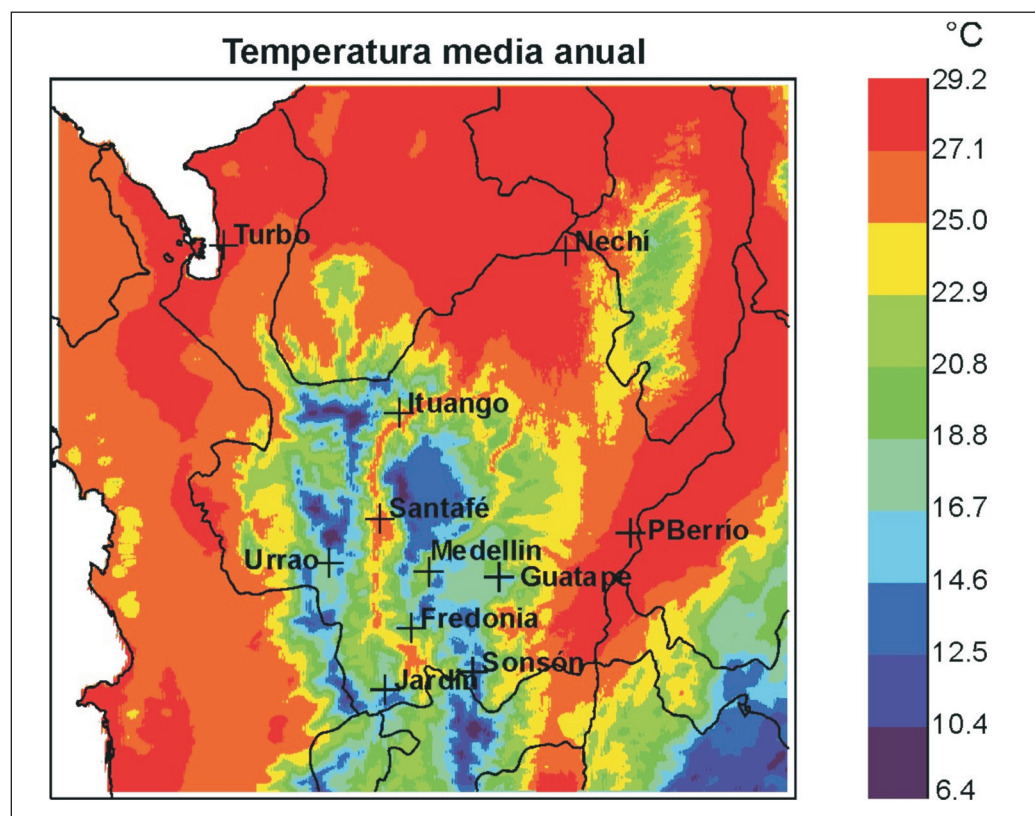 °C
Temperatura media anual
29.2
27.1
25.0
22.9
20.8
18.8
16.7
14.6
12.5
10.4
6.4
Turbo
Nechí
Ituango
Santafé
PBerrío
Urrao
Medellin
Guatape
Fredonia
Sonsón
Jardín